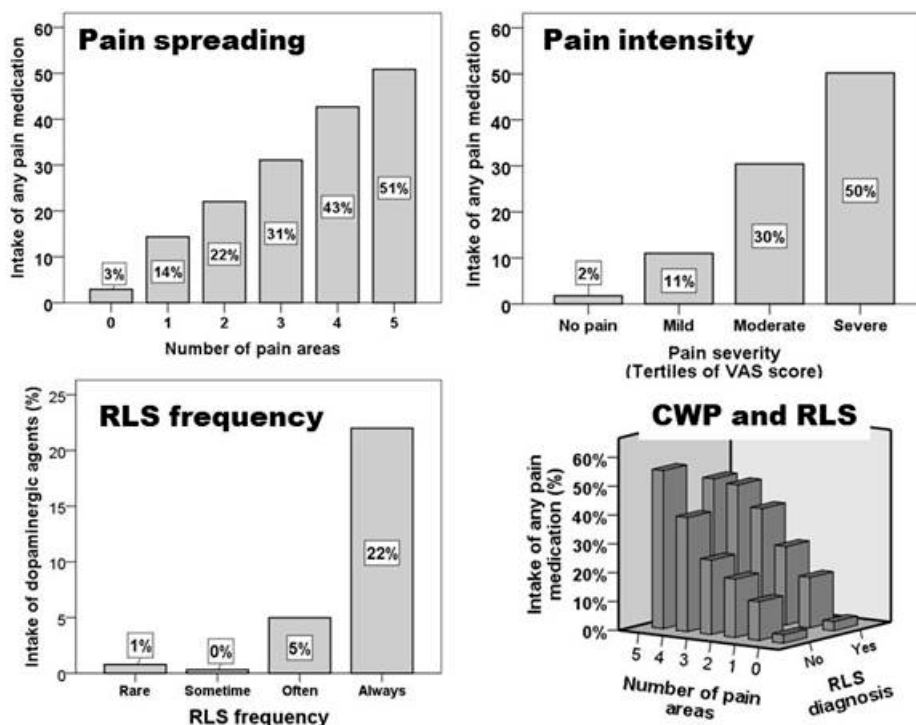 Pain spreading
Intake of any pain medication
60
50
40
30
20
10
0
3%
14%
22%
31%
43%
51%
0 1 2 3 4 5
Number of pain areas
Pain intensity
Intake of any pain medication
60
50
40
30
20
10
0
2%
11%
30%
50%
No pain Mild Moderate Severe
Pain severity
(Tertiles of VAS score)
RLS frequency
Intake of dopaminergic agents (%)
25
20
15
10
5
0
1%
0%
5%
22%
Rare Sometime Often Always
RLS frequency
CWP and RLS
Intake of any pain
medication (%)
60%
50%
40%
30%
20%
10%
0%
5 4 3 2 1 0
Number of pain
areas
No Yes
RLS
diagnosis